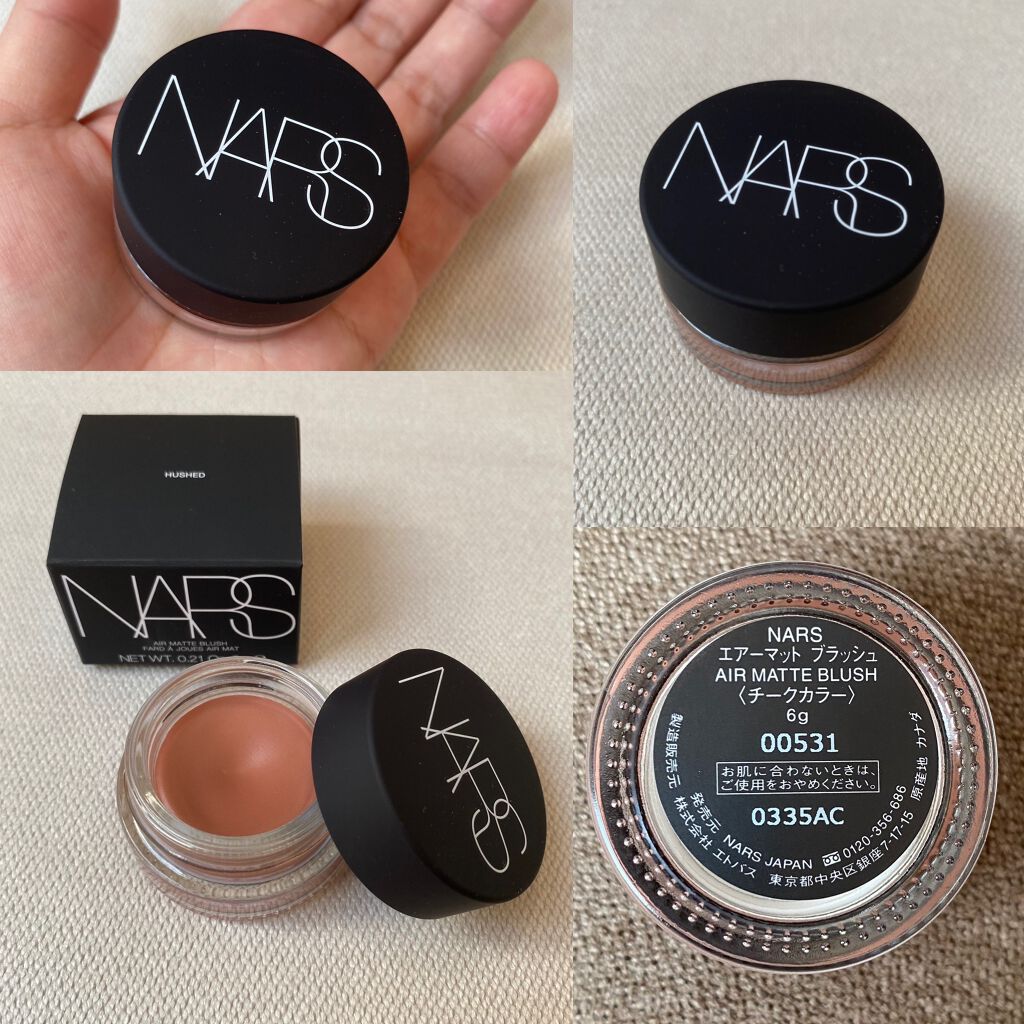 NARS
NARS
HUSHED
NARS
AIR MATTE BLUSH
FARD À JOUES AIR MAT
NET WT. 0.21
NARS
NARS
エアーマット ブラッシュ
AIR MATTE BLUSH
〈チークカラー〉
6g
00531
お肌に合わないときは、
ご使用をおやめください。
0335AC
発売元 NARS JAPAN 0120-356-686 原産地 カナダ
製造販売元 株式会社 エトバス 東京都中央区銀座 7-17-15